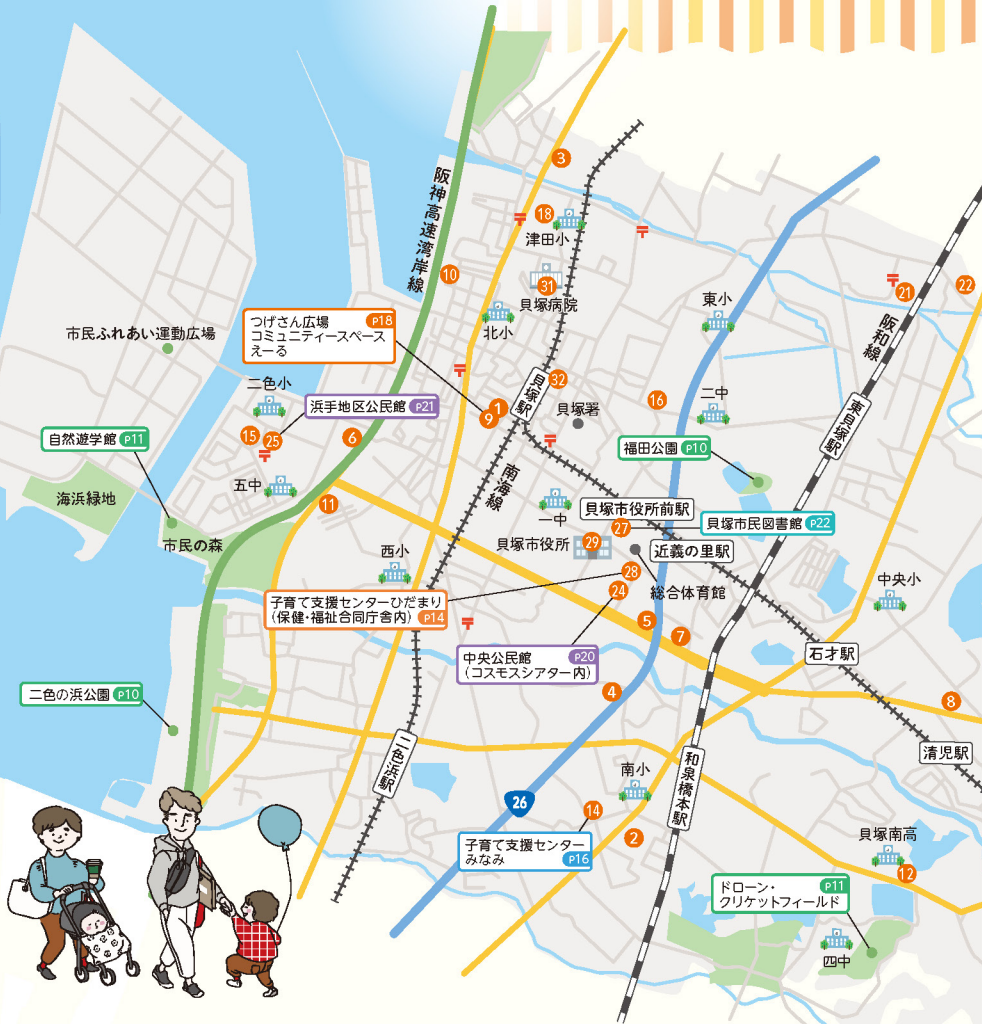 阪神高速湾岸線
3
18
津田小
10
31
貝塚病院
北小
東小
21
22
阪和線
市民ふれあい運動広場
つげさん広場 P18
コミュニティースペース
えーる
二色小
浜手地区公民館 P21
32
貝塚駅
1
9
貝塚署
16
二中
東貝塚駅
自然遊学館 P11
15
25
6
福田公園 P10
海浜緑地
五中
11
南海線
一中
貝塚市役所前駅
27
貝塚市民図書館 P22
市民の森
貝塚市役所
29
近義の里駅
西小
28
24
総合体育館
中央小
子育て支援センターひだまり
(保健・福祉合同庁舎内) P14
5
7
中央公民館 P20
(コスモスシアター内)
石才駅
二色の浜公園 P10
4
8
清児駅
二色浜駅
和泉橋本駅
26
南小
14
2
子育て支援センター
みなみ P16
貝塚南高
12
ドローン・ P11
クリケットフィールド
四中